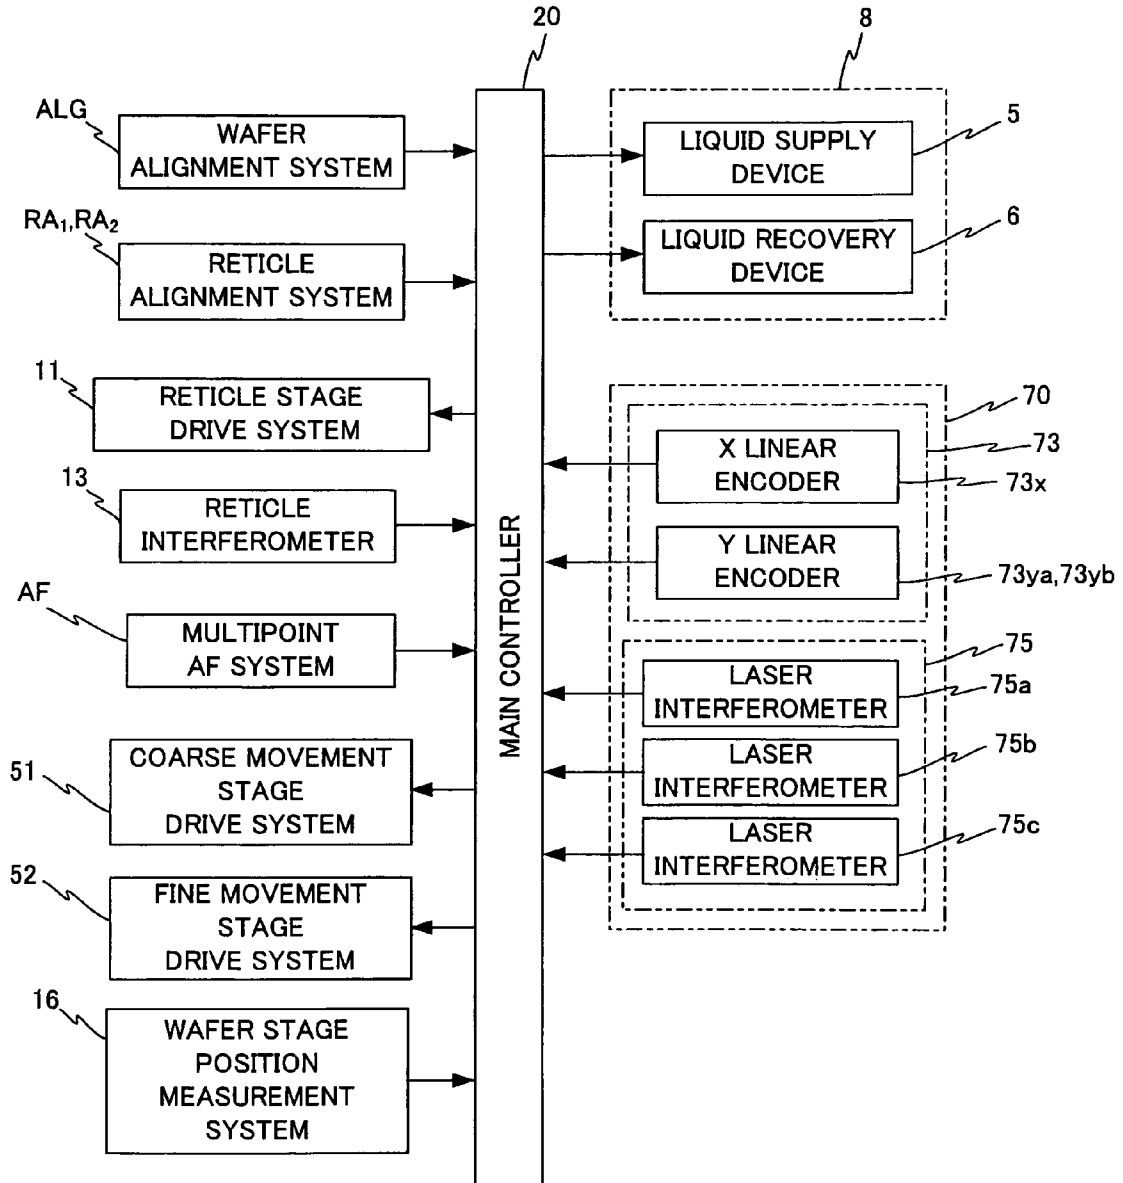 20
8
ALG
WAFER
ALIGNMENT SYSTEM
LIQUID SUPPLY
DEVICE
5
RA1,RA2
RETICLE
ALIGNMENT SYSTEM
LIQUID RECOVERY
DEVICE
6
11
RETICLE STAGE
DRIVE SYSTEM
70
73
X LINEAR
ENCODER
73x
13
RETICLE
INTERFEROMETER
Y LINEAR
ENCODER
73ya,73yb
AF
MULTIPOINT
AF SYSTEM
MAIN CONTROLLER
75
LASER
INTERFEROMETER
75a
51
COARSE MOVEMENT
STAGE
DRIVE SYSTEM
LASER
INTERFEROMETER
75b
LASER
INTERFEROMETER
75c
52
FINE MOVEMENT
STAGE
DRIVE SYSTEM
16
WAFER STAGE
POSITION
MEASUREMENT
SYSTEM